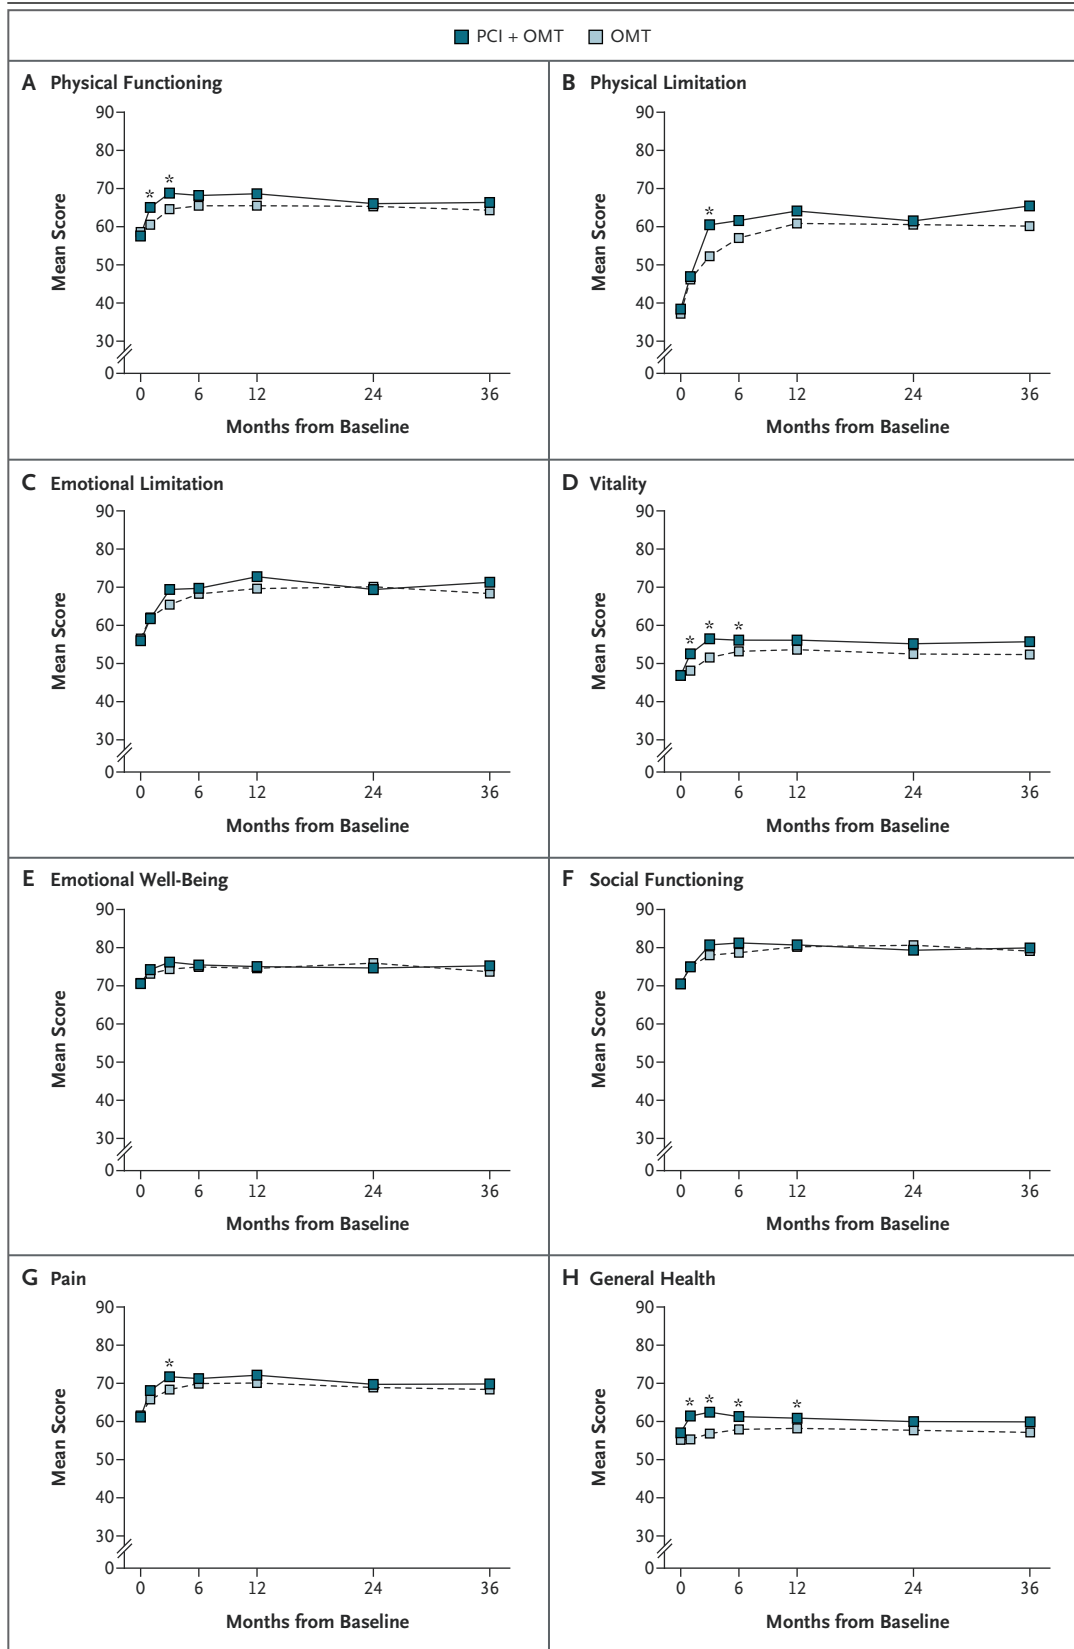 PCI + OMT OMT
A Physical Functioning
90
80
* *
70
60
50
40
30
0
Mean Score
0 6 12 24 36
Months from Baseline
B Physical Limitation
90
80
70
*
60
50
40
30
0
Mean Score
0 6 12 24 36
Months from Baseline
C Emotional Limitation
90
80
70
60
50
40
30
0
Mean Score
0 6 12 24 36
Months from Baseline
D Vitality
90
80
70
60
* * *
50
40
30
0
Mean Score
0 6 12 24 36
Months from Baseline
E Emotional Well-Being
90
80
70
60
50
40
30
0
Mean Score
0 6 12 24 36
Months from Baseline
F Social Functioning
90
80
70
60
50
40
30
0
Mean Score
0 6 12 24 36
Months from Baseline
G Pain
90
80
*
70
60
50
40
30
0
Mean Score
0 6 12 24 36
Months from Baseline
H General Health
90
80
70
* * * *
60
50
40
30
0
Mean Score
0 6 12 24 36
Months from Baseline